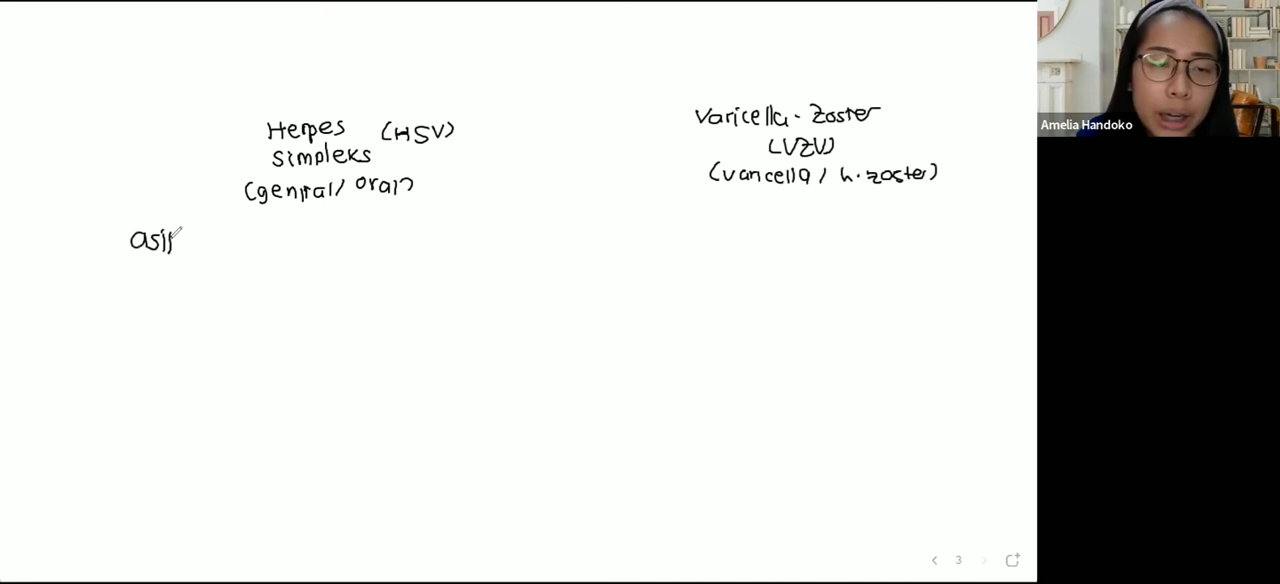 Herpes (HSV)
simpleks
(genital/oral)
Varicella-Zoster
(VZV)
(varicella/h.zoster)
Amelia Handoko
3